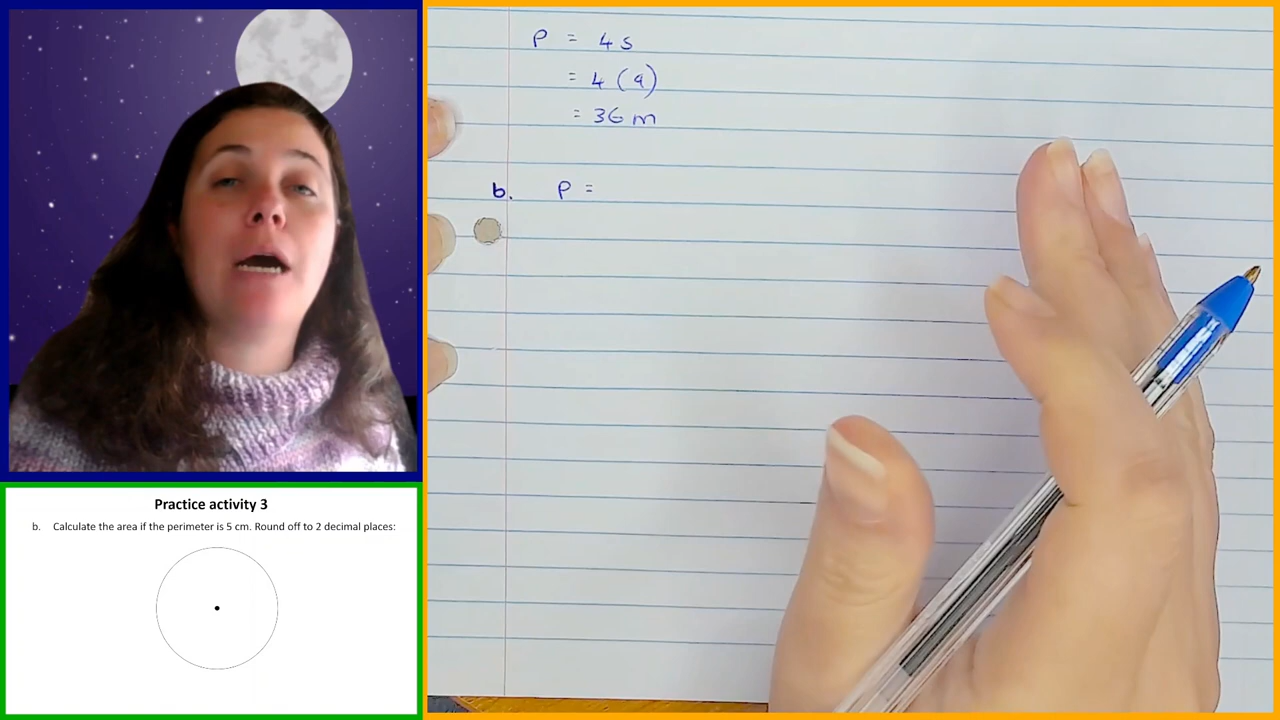 P = 4s
= 4 (9)
= 36 m
b. P =
Practice activity 3
b. Calculate the area if the perimeter is 5 cm. Round off to 2 decimal places: